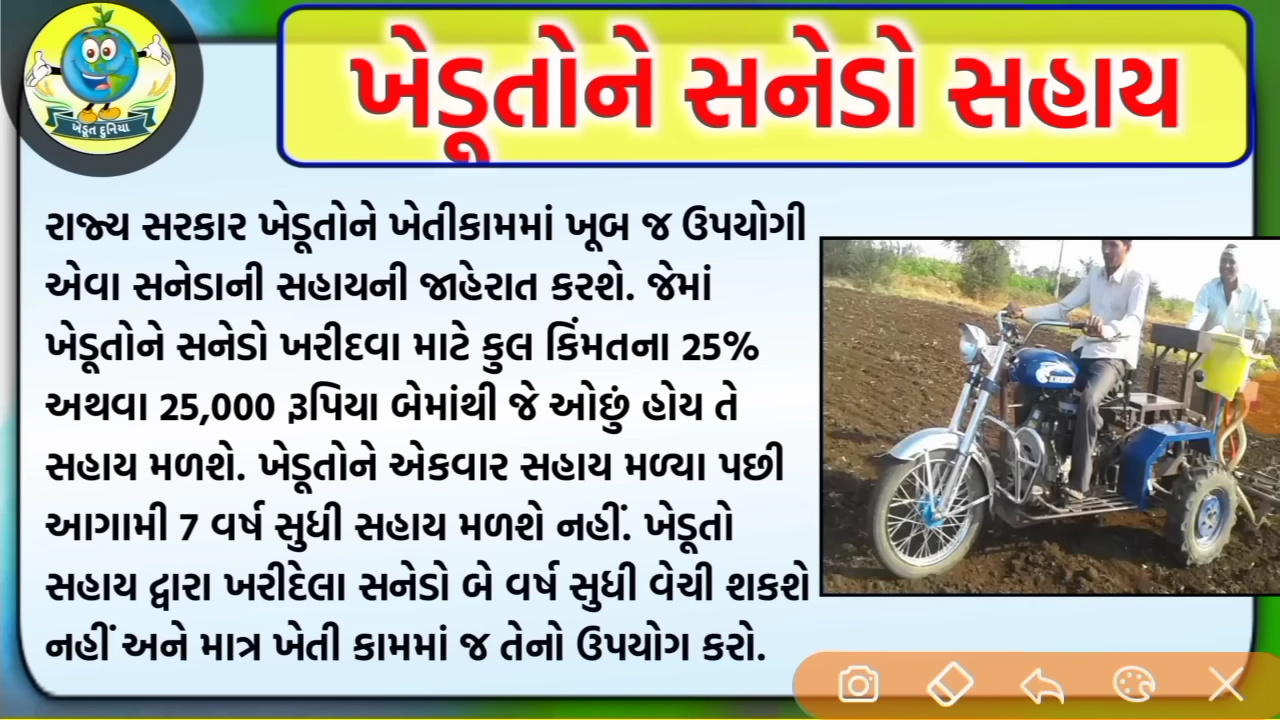 ખેડૂત દુનિયા
ખેડૂતોને સનેડો સહાય
રાજ્ય સરકાર ખેડૂતોને ખેતીકામમાં ખૂબ જ ઉપયોગી
એવા સનેડાની સહાયની જાહેરાત કરશે. જેમાં
ખેડૂતોને સનેડો ખરીદવા માટે કુલ કિંમતના 25%
અથવા 25,000 રૂપિયા બેમાંથી જે ઓછું હોય તે
સહાય મળશે. ખેડૂતોને એકવાર સહાય મળ્યા પછી
આગામી 7 વર્ષ સુધી સહાય મળશે નહીં. ખેડૂતો
સહાય દ્વારા ખરીદેલા સનેડો બે વર્ષ સુધી વેચી શકશે
નહીં અને માત્ર ખેતી કામમાં જ તેનો ઉપયોગ કરો.